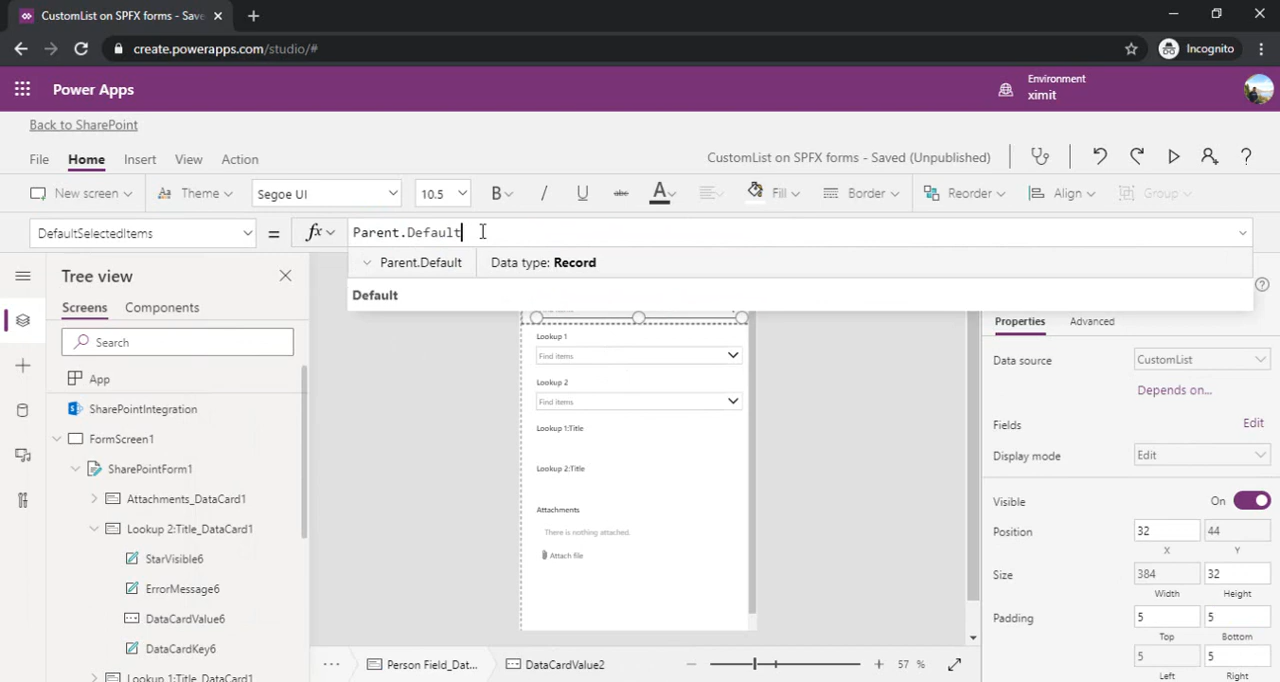 CustomList on SPFX forms - Save
create.powerapps.com/studio/#
Incognito
Power Apps
Environment
ximit
Back to SharePoint
File Home Insert View Action
CustomList on SPFX forms - Saved (Unpublished)
New screen Theme Segoe UI 10.5 B I U abc A Fill Border Reorder Align Group
DefaultSelectedItems = fx Parent.Default
Parent.Default Data type: Record
Default
Tree view
Screens Components
Search
App
SharePointIntegration
FormScreen1
SharePointForm1
Attachments_DataCard1
Lookup 2:Title_DataCard1
StarVisible6
ErrorMessage6
DataCardValue6
DataCardKey6
Lookup 1:Title_DataCard1
Lookup 1
Find items
Lookup 2
Find items
Lookup 1:Title
Lookup 2:Title
Attachments
There is nothing attached.
Attach file
Properties Advanced
Data source CustomList
Depends on...
Fields Edit
Display mode Edit
Visible On
Position 32 44
X Y
Size 384 32
Width Height
Padding 5 5
Top Bottom
5 5
Left Right
... Person Field_Dat... DataCardValue2 57 %